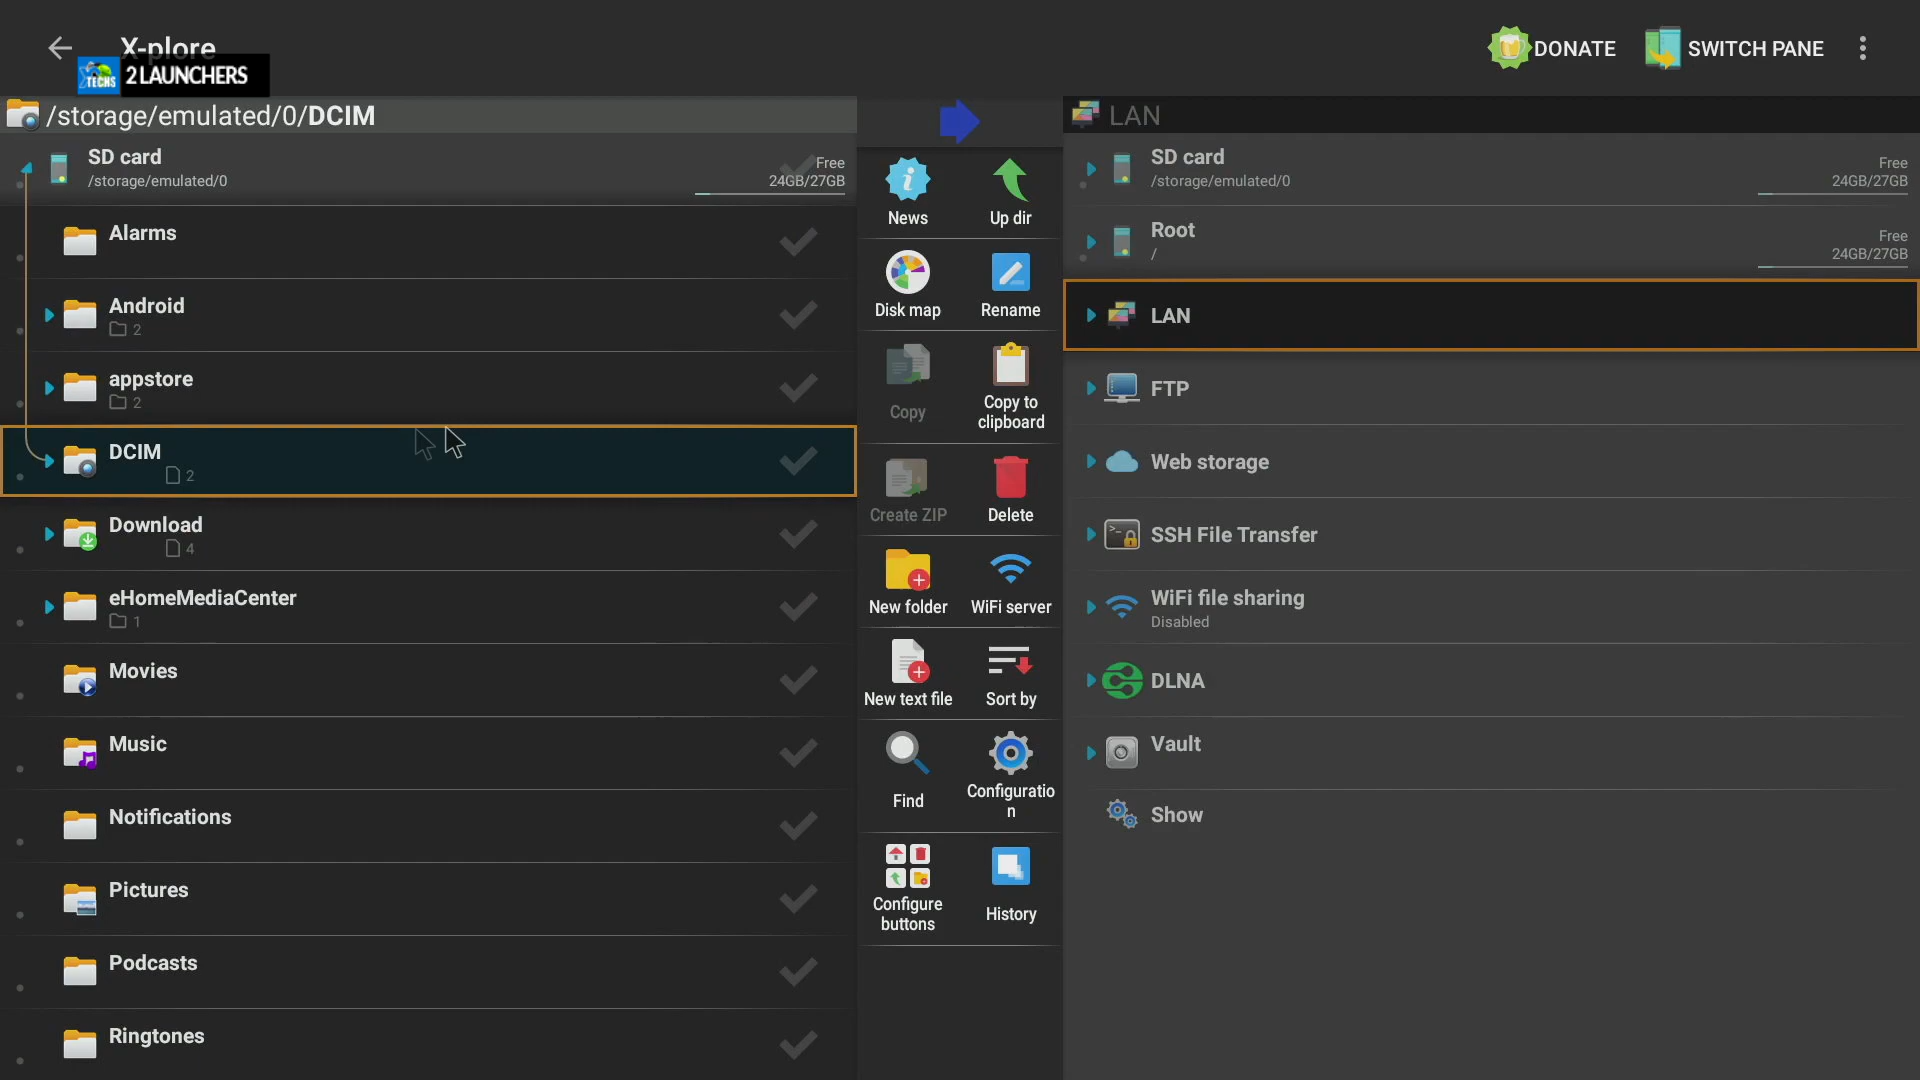 X-plore
TECHS
2 LAUNCHERS
DONATE
SWITCH PANE
/storage/emulated/0/DCIM
SD card
/storage/emulated/0
Free
24GB/27GB
Alarms
Android
2
appstore
2
DCIM
2
Download
4
eHomeMediaCenter
1
Movies
Music
Notifications
Pictures
Podcasts
Ringtones
News
Up dir
Disk map
Rename
Copy
Copy to
clipboard
Create ZIP
Delete
New folder
WiFi server
New text file
Sort by
Find
Configuratio
n
Configure
buttons
History
LAN
SD card
/storage/emulated/0
Free
24GB/27GB
Root
/
Free
24GB/27GB
LAN
FTP
Web storage
SSH File Transfer
WiFi file sharing
Disabled
DLNA
Vault
Show